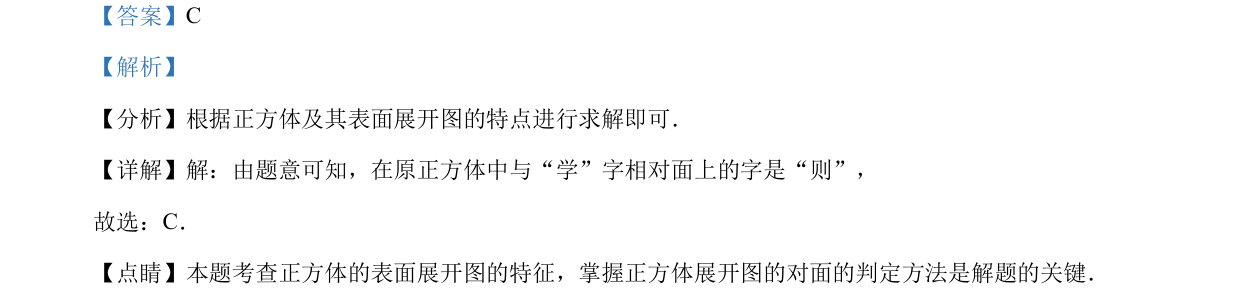 【答案】C
【解析】
【分析】根据正方体及其表面展开图的特点进行求解即可．
【详解】解：由题意可知，在原正方体中与“学”字相对面上的字是“则”，
故选：C．
【点睛】本题考查正方体的表面展开图的特征，掌握正方体展开图的对面的判定方法是解题的关键．